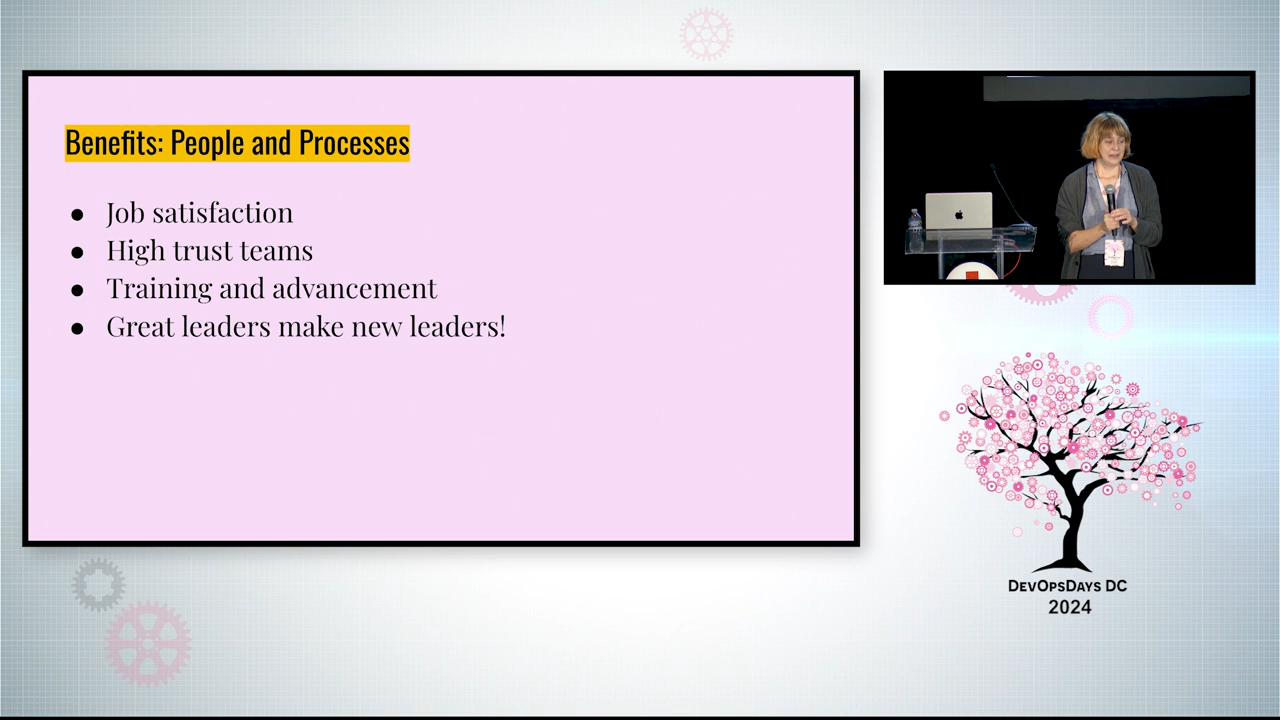 Benefits: People and Processes
● Job satisfaction
● High trust teams
● Training and advancement
● Great leaders make new leaders!
DevOpsDays DC
2024